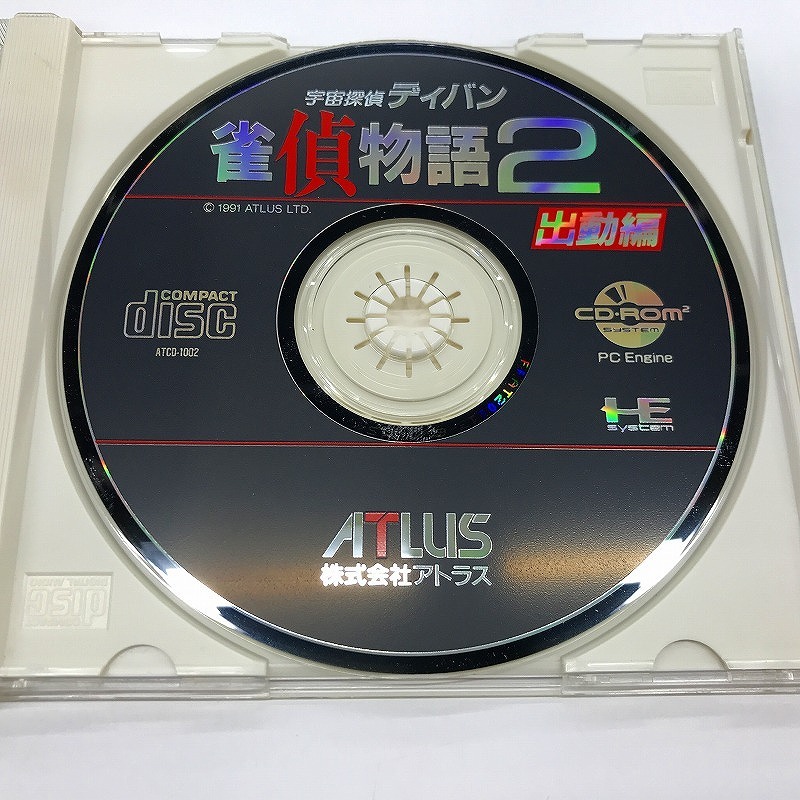 宇宙探偵ディバン
雀偵物語2
出動編
© 1991 ATLUS LTD.
COMPACT
disc
ATCD-1002
CD-ROM²
SYSTEM
PC Engine
HE
system
ATLUS
株式会社アトラス